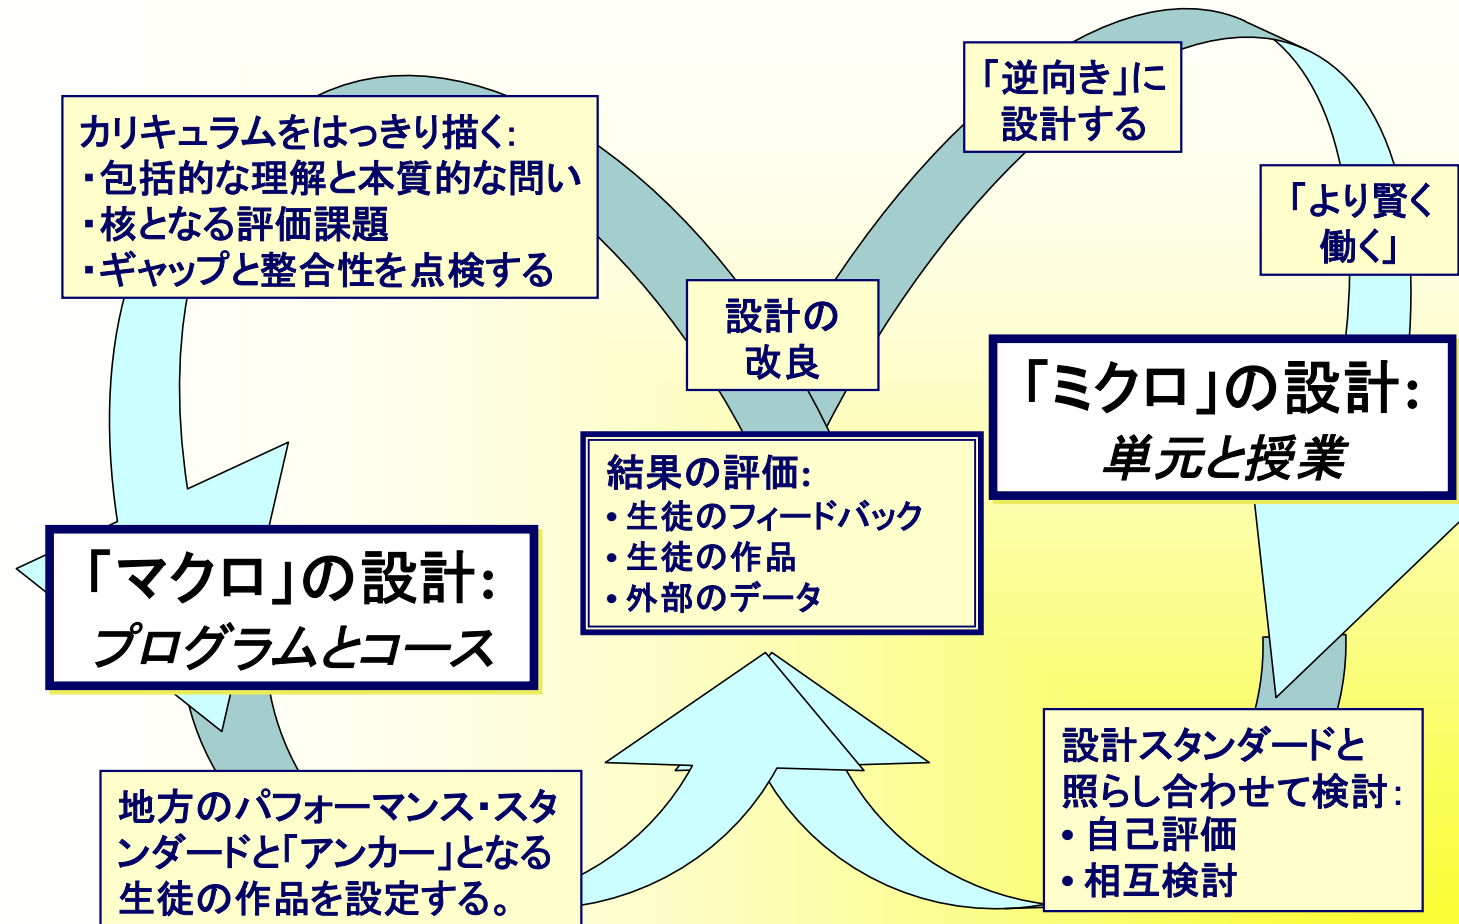 カリキュラムをはっきり描く:
・包括的な理解と本質的な問い
・核となる評価課題
・ギャップと整合性を点検する
「マクロ」の設計:
プログラムとコース
地方のパフォーマンス・スタ
ンダードと「アンカー」となる
生徒の作品を設定する。
設計の
改良
結果の評価:
• 生徒のフィードバック
• 生徒の作品
• 外部のデータ
「逆向き」に
設計する
「より賢く
働く」
「ミクロ」の設計:
単元と授業
設計スタンダードと
照らし合わせて検討:
• 自己評価
• 相互検討